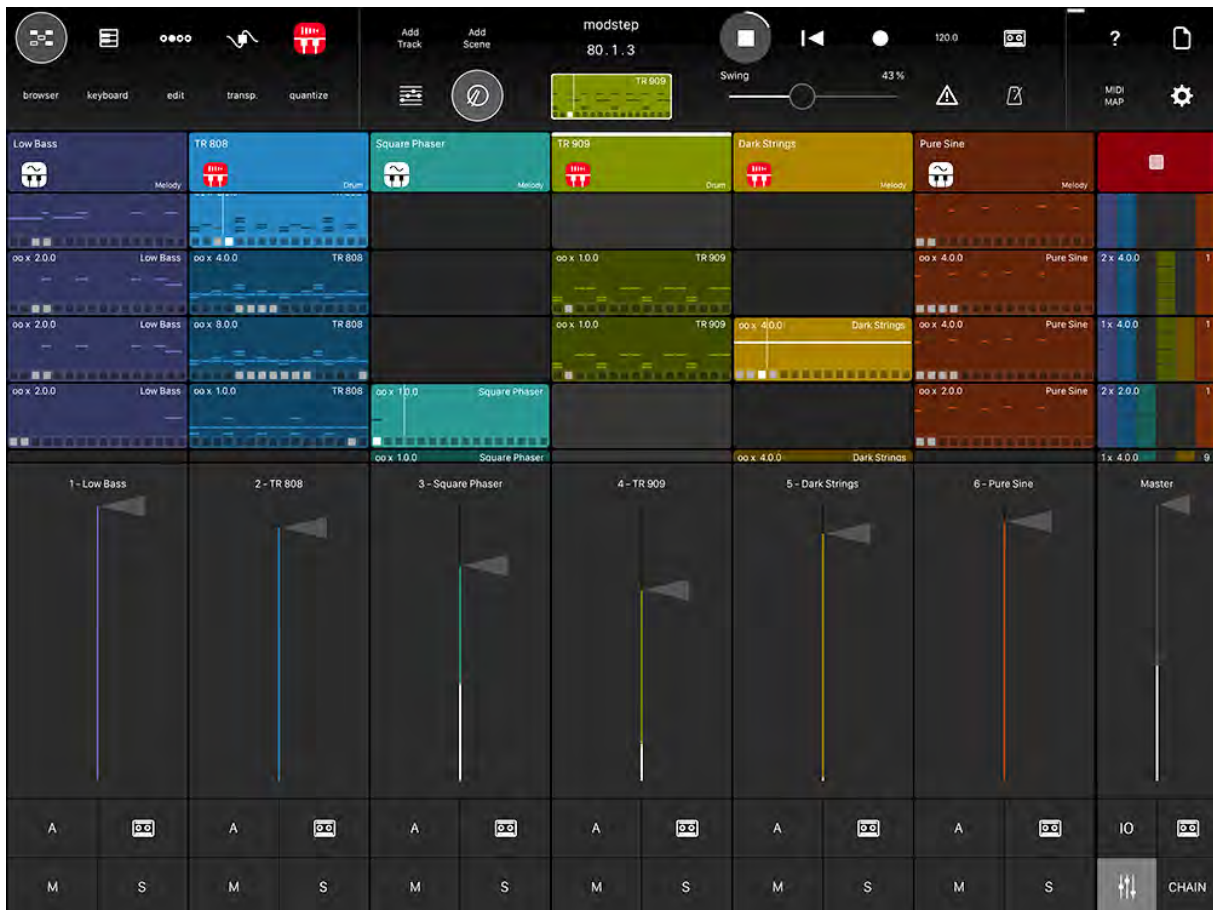 Add Track
Add Scene
modstep
80.1.3
120.0
?
browser
keyboard
edit
transp.
quantize
TR 909
Swing
43 %
MIDI MAP
Low Bass
Melody
TR 808
Drum
Square Phaser
Melody
TR 909
Drum
Dark Strings
Melody
Pure Sine
Melody
oo x 2.0.0 Low Bass
oo x 4.0.0 TR 808
oo x 1.0.0 TR 909
oo x 4.0.0 Pure Sine
2 x 4.0.0 1
oo x 2.0.0 Low Bass
oo x 8.0.0 TR 808
oo x 1.0.0 TR 909
oo x 4.0.0 Dark Strings
oo x 4.0.0 Pure Sine
1 x 4.0.0 1
oo x 2.0.0 Low Bass
oo x 1.0.0 TR 808
oo x 1.0.0 Square Phaser
oo x 2.0.0 Pure Sine
2 x 2.0.0 1
oo x 1.0.0 Square Phaser
oo x 4.0.0 Dark Strings
1 x 4.0.0 9
1 - Low Bass
2 - TR 808
3 - Square Phaser
4 - TR 909
5 - Dark Strings
6 - Pure Sine
Master
A
A
A
A
A
A
IO
M S
M S
M S
M S
M S
M S
CHAIN